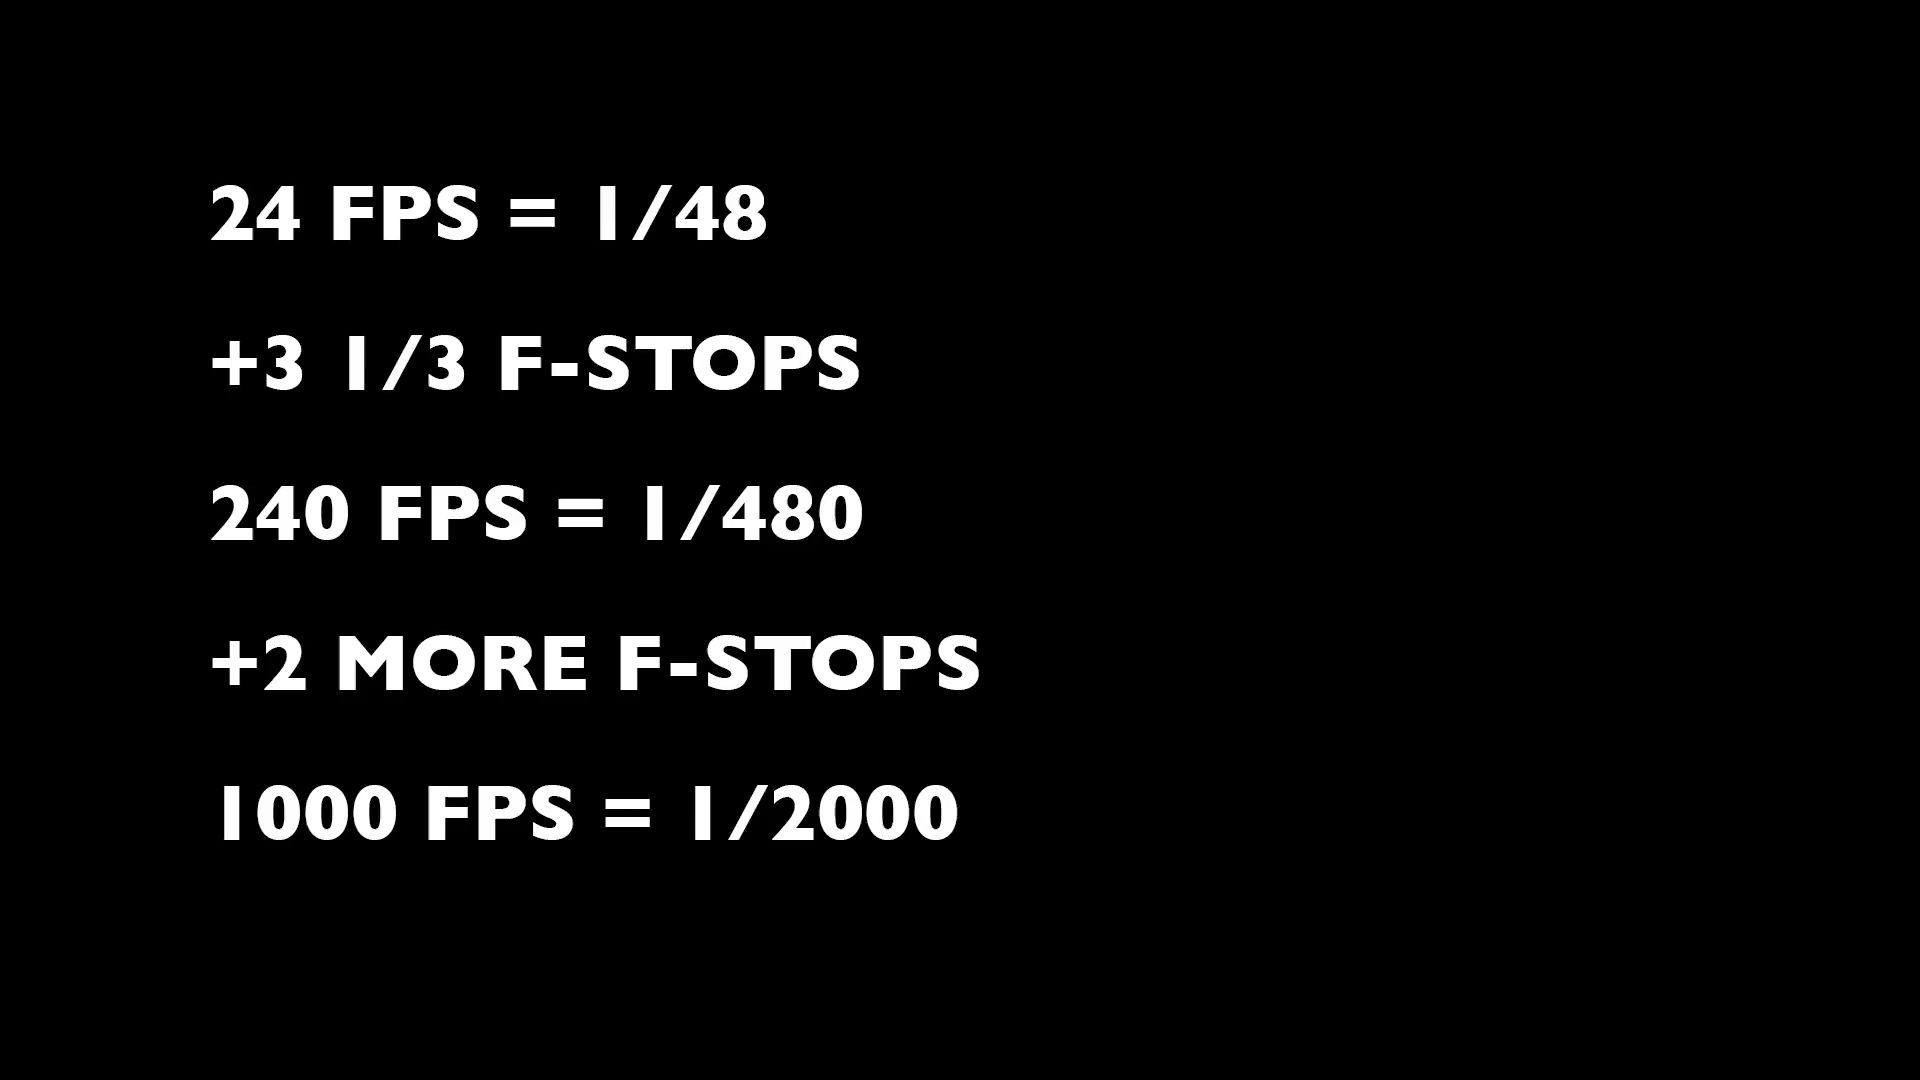 24 FPS = 1/48
+3 1/3 F-STOPS
240 FPS = 1/480
+2 MORE F-STOPS
1000 FPS = 1/2000